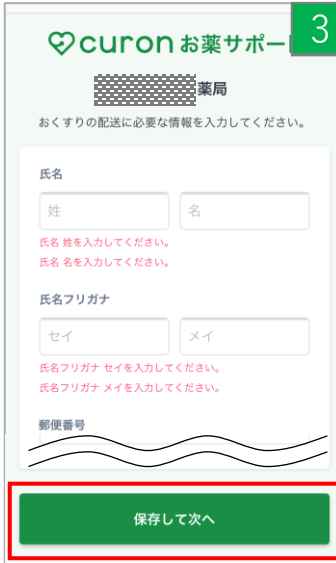 3
curon お薬サポー
薬局
おくすりの配送に必要な情報を入力してください。
氏名
姓 名
氏名 姓を入力してください。
氏名 名を入力してください。
氏名フリガナ
セイ メイ
氏名フリガナ セイを入力してください。
氏名フリガナ メイを入力してください。
郵便番号
保存して次へ